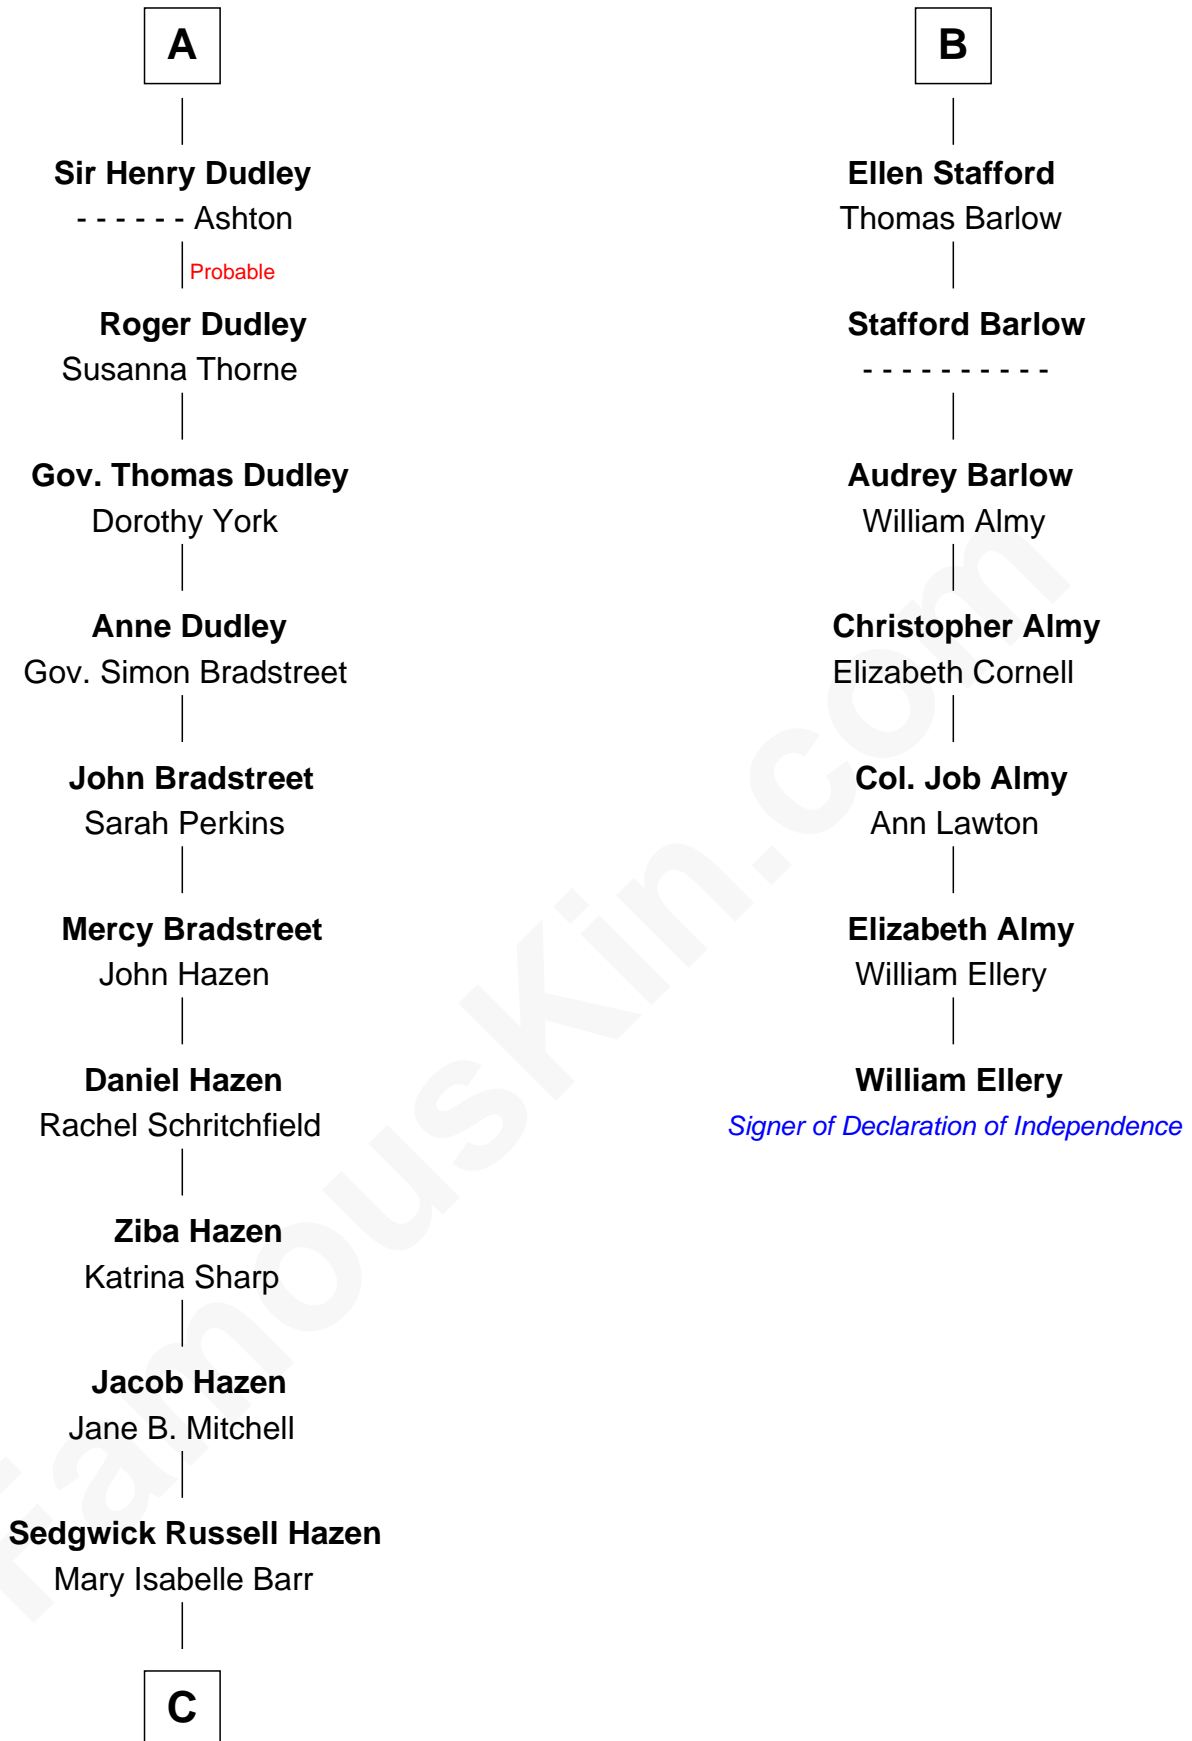 A
Sir Henry Dudley
- - - - - - Ashton
Probable
Roger Dudley
Susanna Thorne
Gov. Thomas Dudley
Dorothy York
Anne Dudley
Gov. Simon Bradstreet
John Bradstreet
Sarah Perkins
Mercy Bradstreet
John Hazen
Daniel Hazen
Rachel Schritchfield
Ziba Hazen
Katrina Sharp
Jacob Hazen
Jane B. Mitchell
Sedgwick Russell Hazen
Mary Isabelle Barr
C
B
Ellen Stafford
Thomas Barlow
Stafford Barlow
- - - - - - - - - -
Audrey Barlow
William Almy
Christopher Almy
Elizabeth Cornell
Col. Job Almy
Ann Lawton
Elizabeth Almy
William Ellery
William Ellery
Signer of Declaration of Independence
FamousKin.com